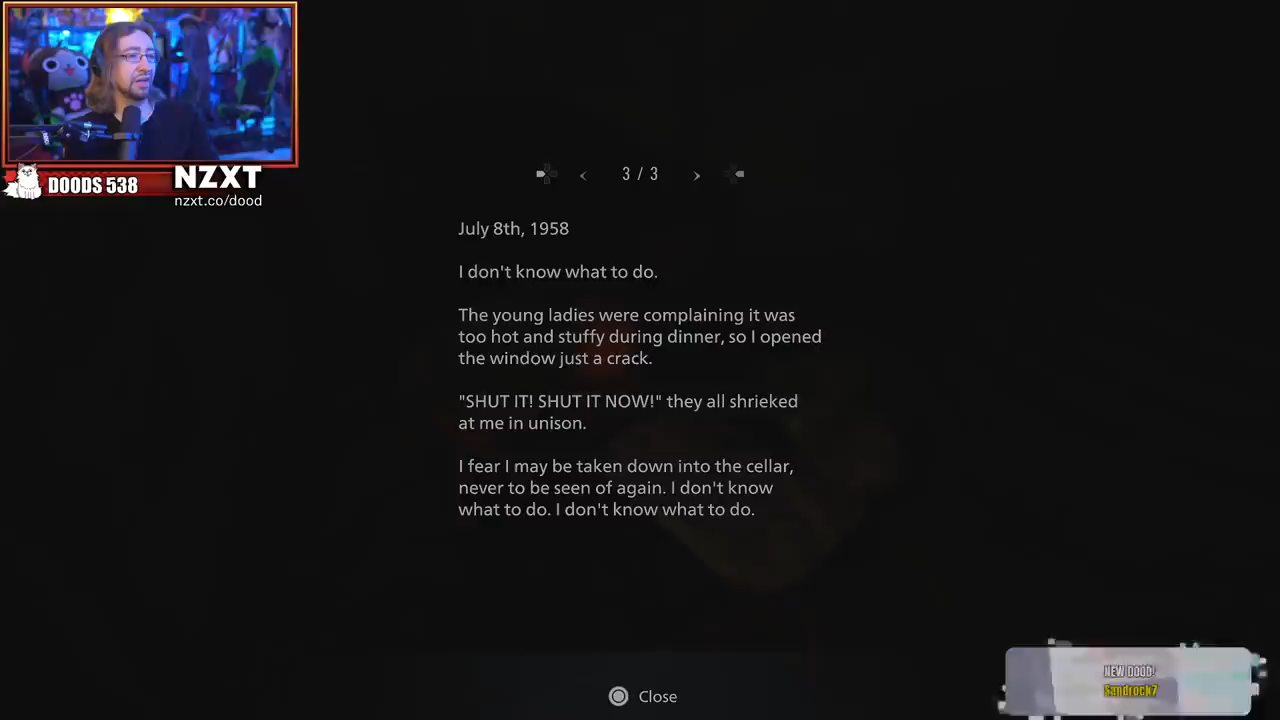 DOODS 538
NZXT
nzxt.co/dood
< 3 / 3 >
July 8th, 1958
I don't know what to do.
The young ladies were complaining it was
too hot and stuffy during dinner, so I opened
the window just a crack.
"SHUT IT! SHUT IT NOW!" they all shrieked
at me in unison.
I fear I may be taken down into the cellar,
never to be seen of again. I don't know
what to do. I don't know what to do.
Close
NEW DOOD!
Sandrock7